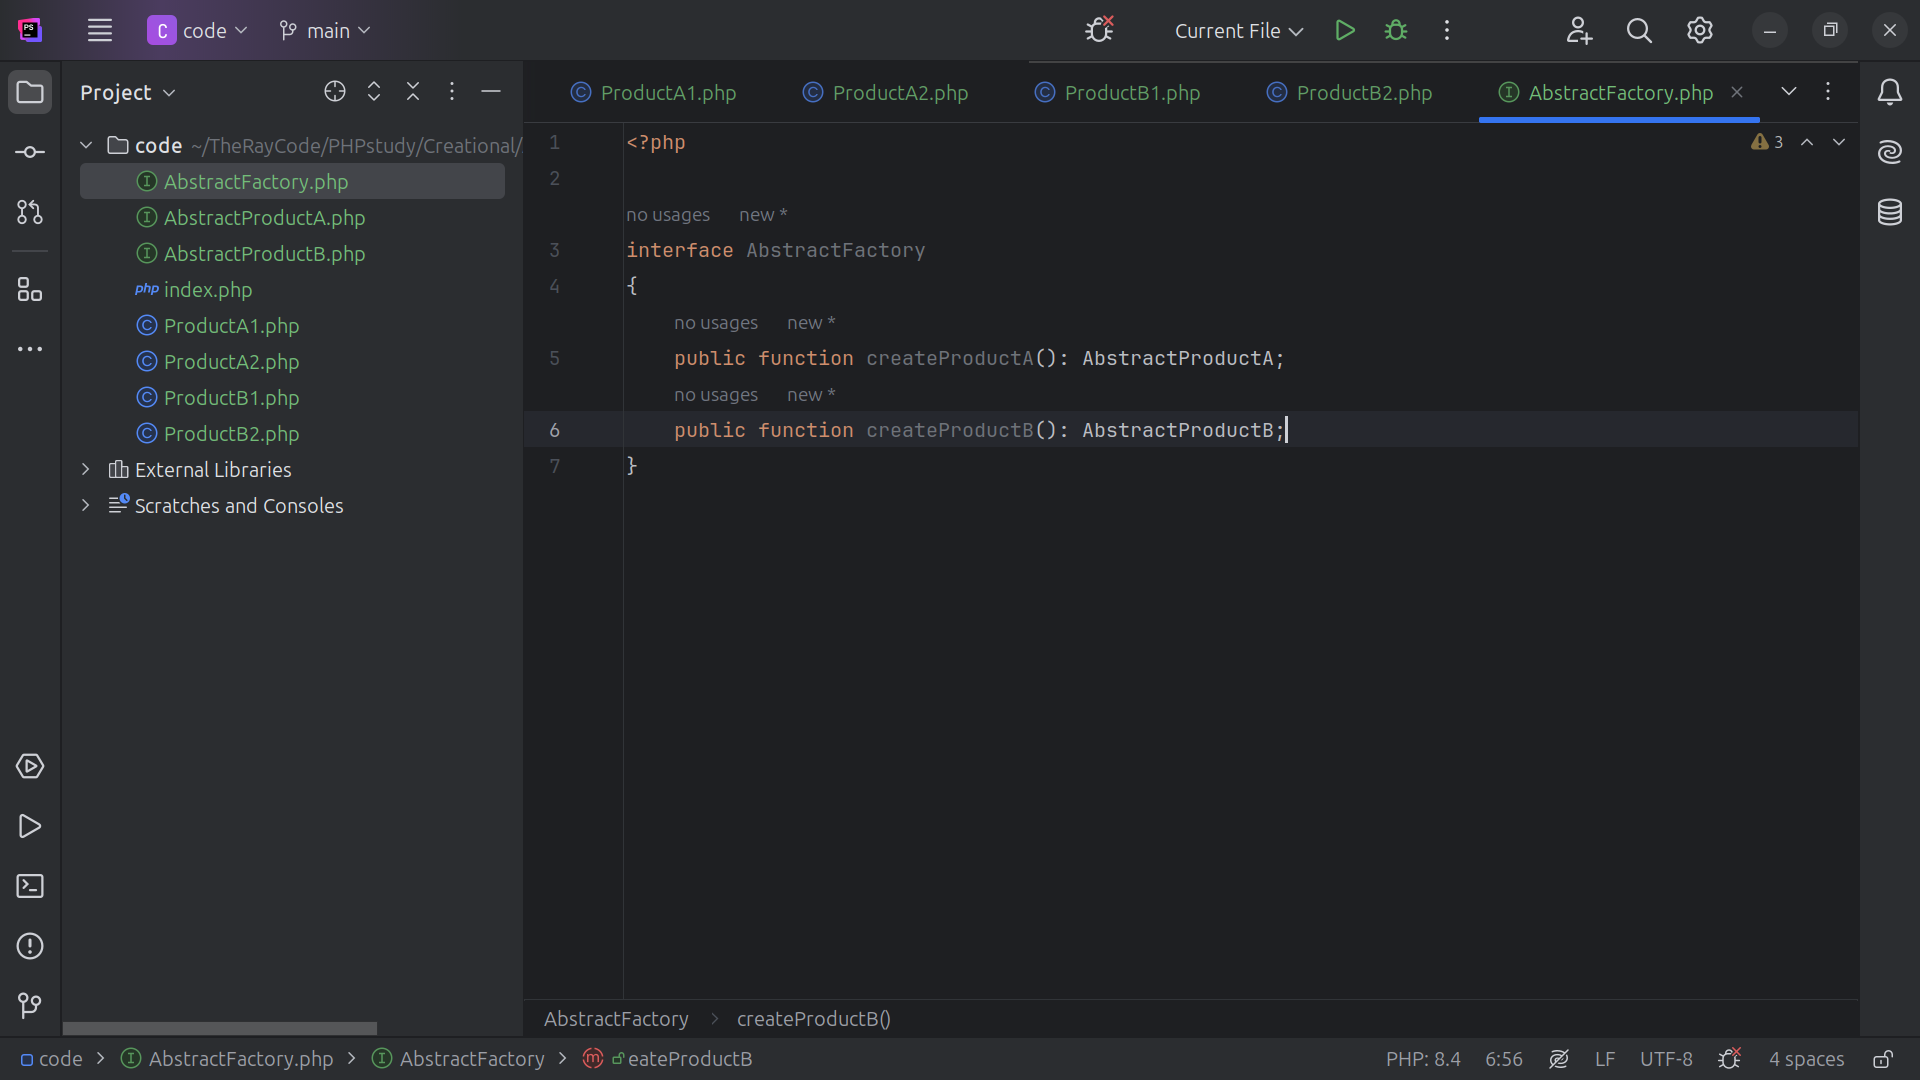 PS
C code main Current File
Project
code ~/TheRayCode/PHPstudy/Creational/
AbstractFactory.php
AbstractProductA.php
AbstractProductB.php
php index.php
ProductA1.php
ProductA2.php
ProductB1.php
ProductB2.php
External Libraries
Scratches and Consoles
ProductA1.php ProductA2.php ProductB1.php ProductB2.php AbstractFactory.php
1 <?php
3
2
no usages new *
3 interface AbstractFactory
4 {
no usages new *
5 public function createProductA(): AbstractProductA;
no usages new *
6 public function createProductB(): AbstractProductB;
7 }
AbstractFactory > createProductB()
code > AbstractFactory.php > AbstractFactory > eateProductB
PHP: 8.4 6:56 LF UTF-8 4 spaces